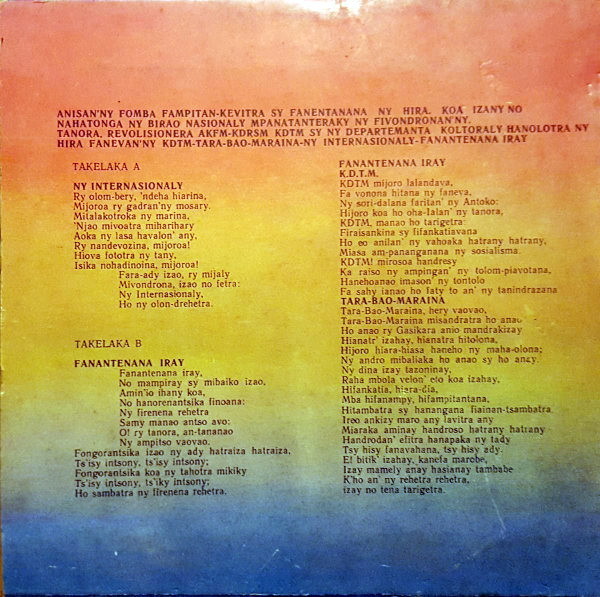 ANISAN'NY FOMBA FAMPITAN-KEVITRA SY FANENTANANA NY HIRA. KOA IZANY NO
NAHATONGA NY BIRAO NASIONALY MPANATANTERAKY NY FIVONDRONAN'NY.
TANORA, REVOLISIONERA AKFM-KDRSM KDTM SY NY DEPARTEMANTA KOLTORALY HANOLOTRA NY
HIRA FANEVAN'NY KDTM-TARA-BAO-MARAINA-NY INTERNASIONALY-FANANTENANA IRAY
TAKELAKA A
NY INTERNASIONALY
Ry olom-bery, 'ndeha hiarina,
Mijoroa ry gadran'ny mosary.
Mitalakotroka ny marina,
'Njao mivoatra miharihary
Aoka ny lasa havalon' any,
Ry nandevozina, mijoroa!
Hiova fototra ny tany,
Isika nohadinoina, mijoroa!
Fara-ady izao, ry mijaly
Mivondrona, izao no fetra:
Ny Internasionaly,
Ho ny olon-drehetra.
TAKELAKA B
FANANTENANA IRAY
Fanantenana iray,
No mampiray sy mibaiko izao,
Amin'io ihany koa,
No hanorenantsika finoana:
Ny firenena rehetra
Samy manao antso avo:
O! ry tanora, an-tananao
Ny ampitso vaovao.
Fongorantsika izao ny ady hatraiza hatraiza,
Ts'isy intsony, ts'isy intsony;
Fongorantsika koa ny tahotra mikiky
Ts'isy intsony, ts'iky intsony;
Ho sambatra ny firenena rehetra.
FANANTENANA IRAY
K.D.T.M.
KDTM mijoro lalandava,
Fa vonona hitana ny faneva,
Ny sori-dalana faritan' ny Antoko:
Hijoro koa ho oha-lalan' ny tanora,
KDTM, manao ho tarigetra:
Firaisankina sy fifankatiavana
Ho eo anilan' ny vahoaka hatrany hatrany,
Miasa am-pananganana ny sosialisma.
KDTM! mirosoa handresy
Ka raiso ny ampingan' ny tolom-piavotana,
Hanehoanao imason' ny tontolo
Fa sahy ianao ho faty to an' ny tanindrazana
TARA-BAO-MARAINA
Tara-Bao-Maraina, hery vaovao,
Tara-Bao-Maraina misandratra ho anao
Ho anao ry Gasikara anio mandrakizay
Hianatr' izahay, hianatra hitolona,
Hijoro hiara-hiasa haneho ny maha-olona;
Ny andro mibaliaka ho anao sy ho anay.
Ny dina izay tazoninay,
Raha mbola velon' eto koa izahay,
Hifankatia, hiara-dia,
Mba hifanampy, hifampitantana,
Hitambatra sy hanangana fiainan-tsambatra.
Ireo ankizy maro any lavitra any
Miaraka aminay handroso hatrany hatrany
Handrodan' efitra hanapaka ny tady
Tsy hisy fanavahana, tsy hisy ady.
E! bitik' izahay, kanefa marobe,
Izay mamely anay hasianay tambabe
K'ho an' ny rehetra rehetra,
izay no tena tarigetra.